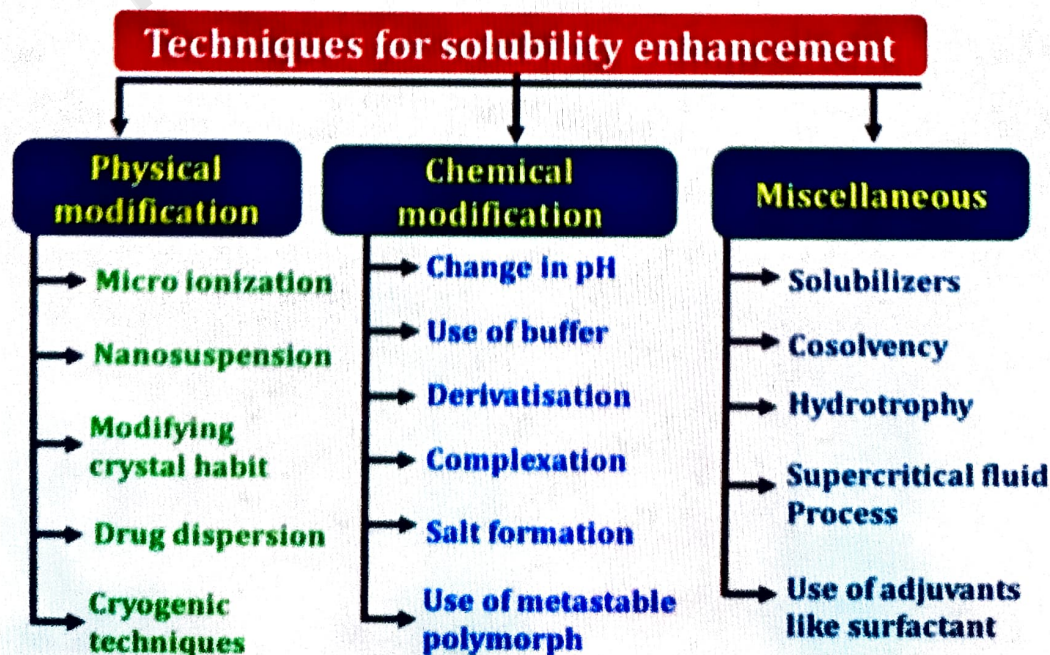 Techniques for solubility enhancement
Physical
modification
Micro ionization
Nanosuspension
Modifying
crystal habit
Drug dispersion
Cryogenic
techniques
Chemical
modification
Change in pH
Use of buffer
Derivatisation
Complexation
Salt formation
Use of metastable
polymorph
Miscellaneous
Solubilizers
Cosolvency
Hydrotrophy
Supercritical fluid
Process
Use of adjuvants
like surfactant